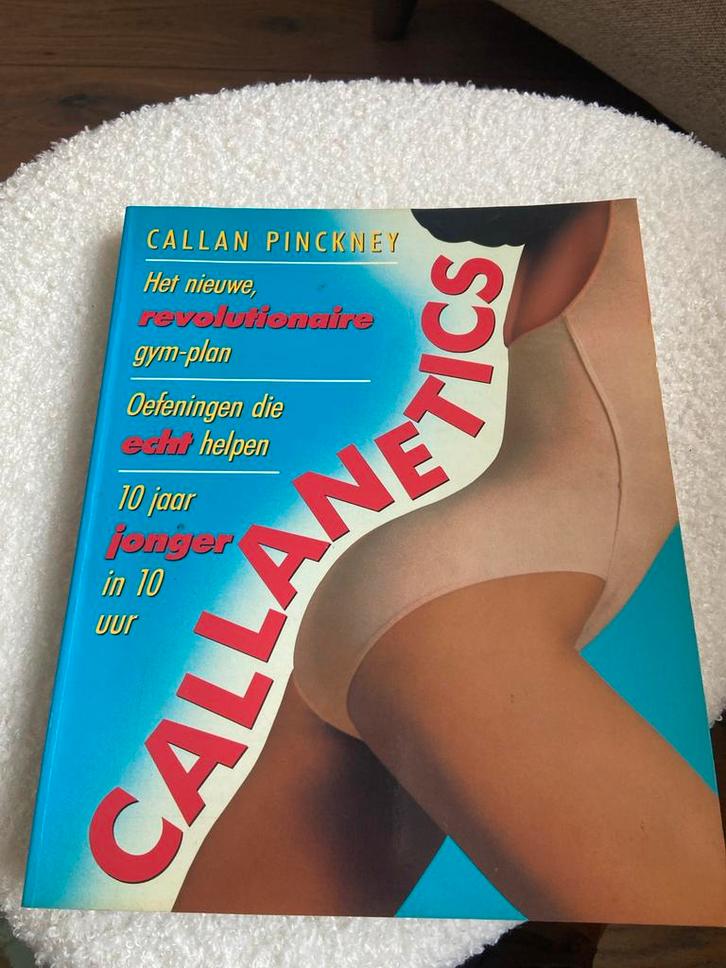 CALLAN PINCKNEY
Het nieuwe,
revolutionaire
gym-plan
Oefeningen die
echt helpen
10 jaar
jonger
in 10
uur
CALLANETICS